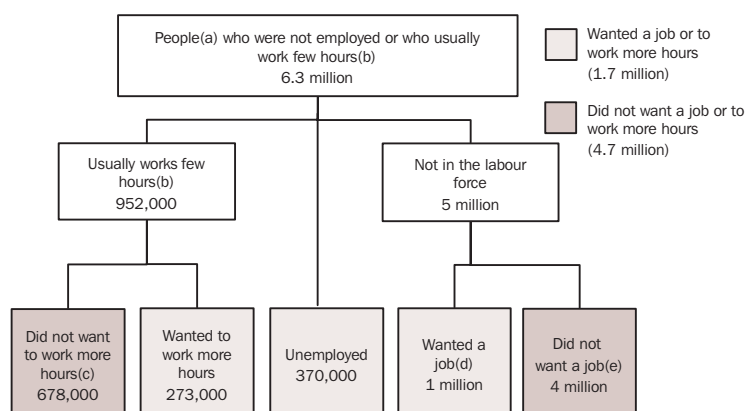 People(a) who were not employed or who usually
work few hours(b)
6.3 million
Wanted a job or to
work more hours
(1.7 million)
Did not want a job or to
work more hours
(4.7 million)
Usually works few
hours(b)
952,000
Not in the labour
force
5 million
Did not want
to work more
hours(c)
678,000
Wanted to
work more
hours
273,000
Unemployed
370,000
Wanted a
job(d)
1 million
Did not
want a job(e)
4 million